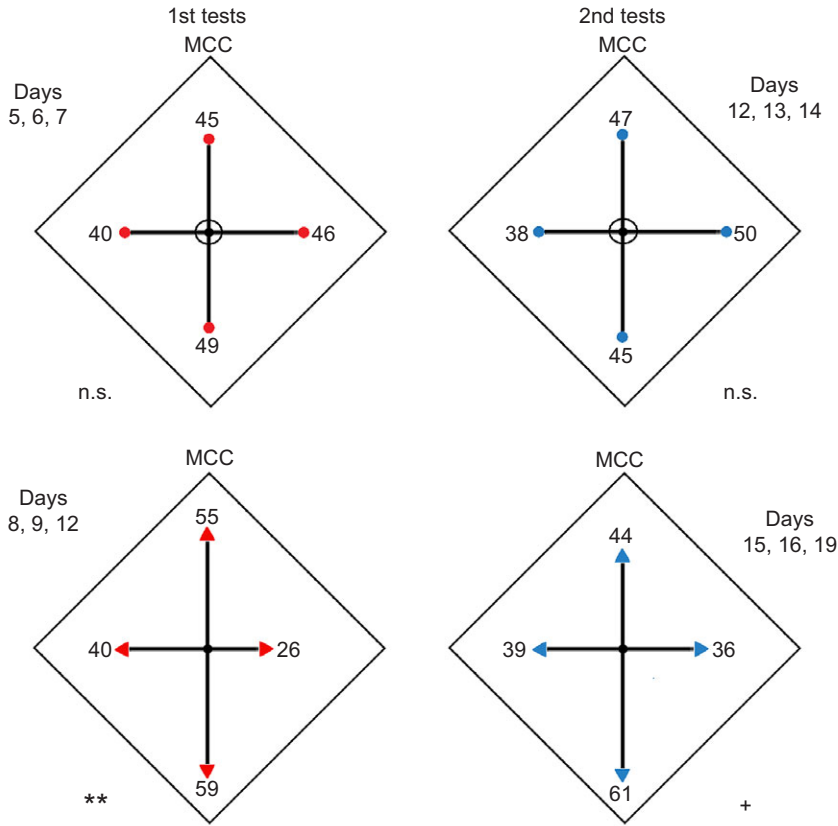 1st tests
MCC
Days
5, 6, 7
45
40
46
49
n.s.
2nd tests
MCC
Days
12, 13, 14
47
38
50
45
n.s.
MCC
Days
8, 9, 12
55
40
26
59
**
MCC
Days
15, 16, 19
44
39
36
61
+